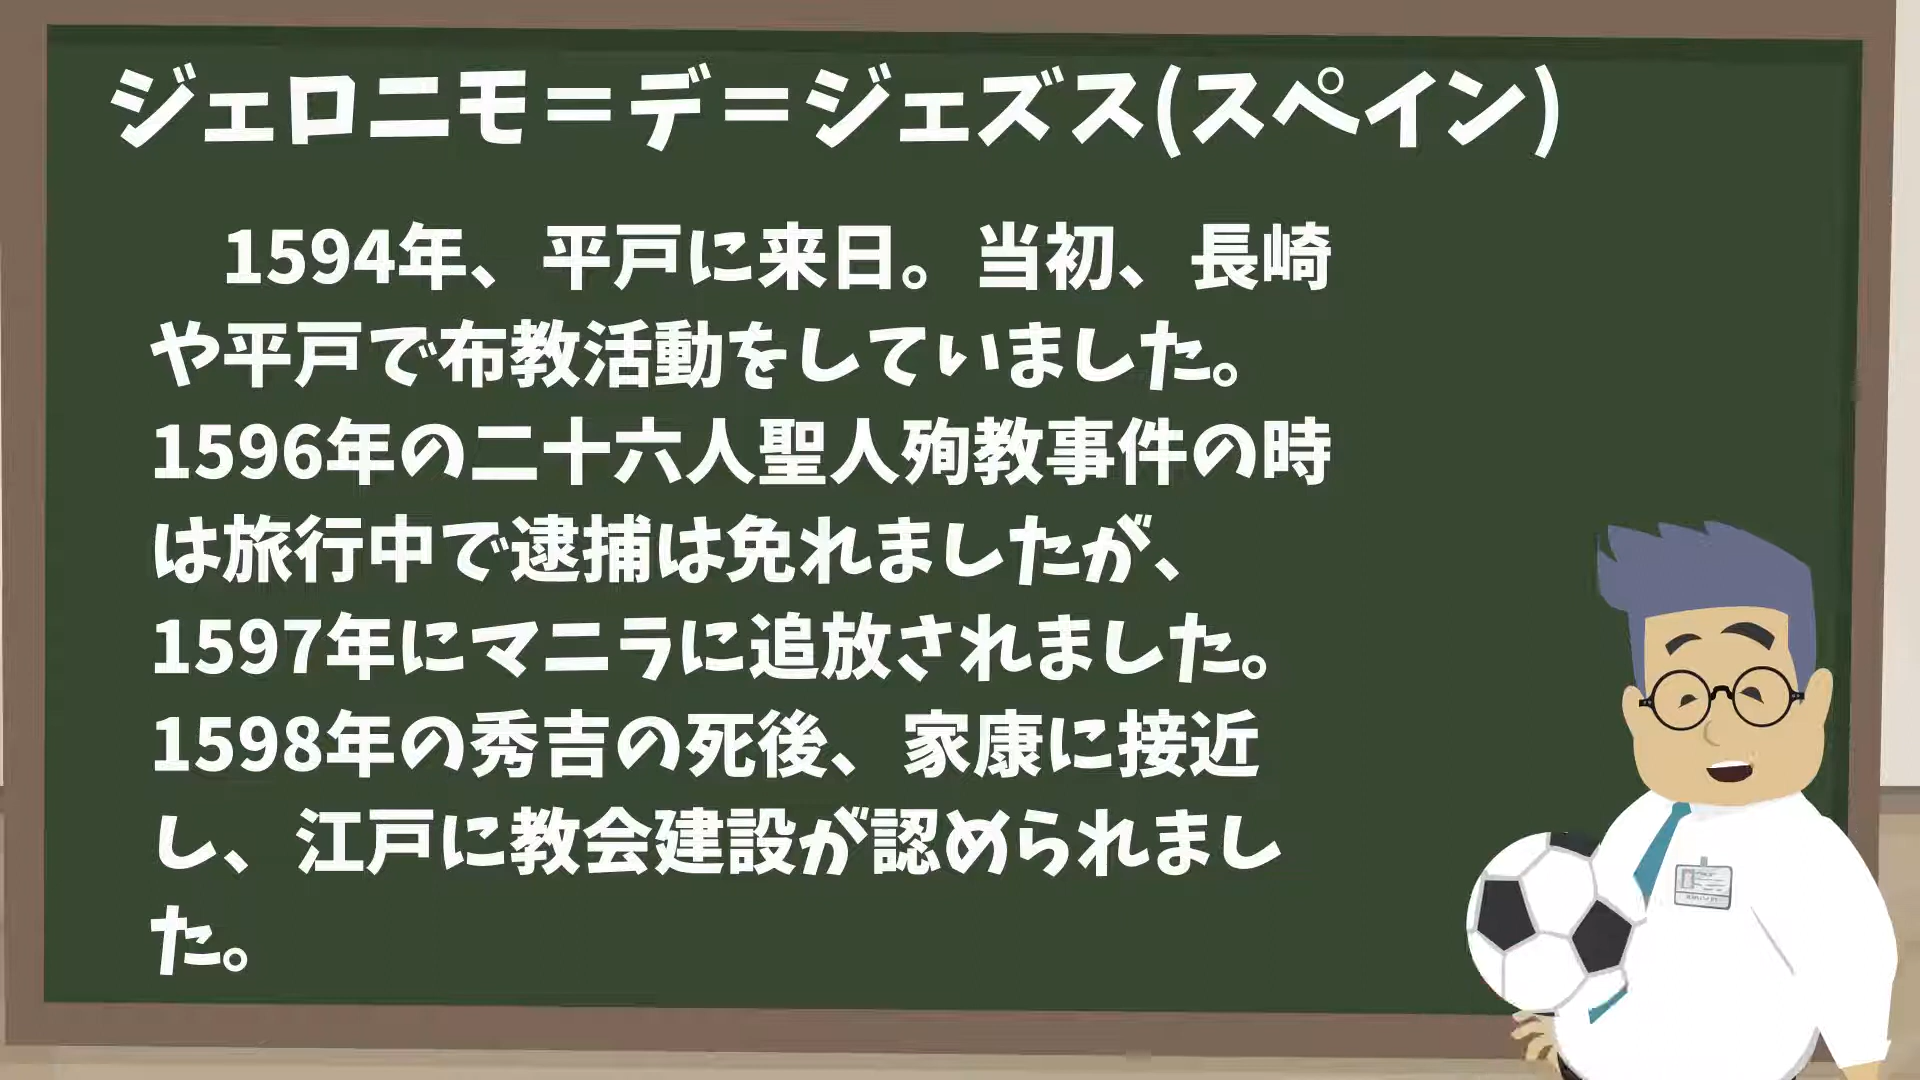 ジェロニモ＝デ＝ジェズス(スペイン)
1594年、平戸に来日。当初、長崎
や平戸で布教活動をしていました。
1596年の二十六人聖人殉教事件の時
は旅行中で逮捕は免れましたが、
1597年にマニラに追放されました。
1598年の秀吉の死後、家康に接近
し、江戸に教会建設が認められまし
た。